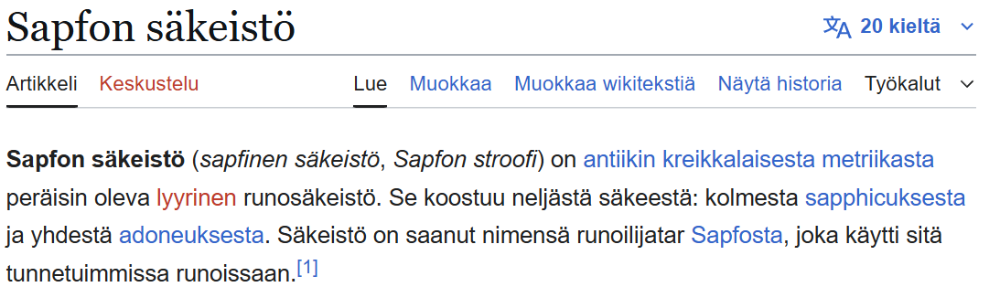 Sapfon säkeistö
20 kieltä
Artikkeli Keskustelu Lue Muokkaa Muokkaa wikitekstiä Näytä historia Työkalut
Sapfon säkeistö (sapfinen säkeistö, Sapfon stroofi) on antiikin kreikkalaisesta metriikasta
peräisin oleva lyyrinen runosäkeistö. Se koostuu neljästä säkeestä: kolmesta sapphicuksesta
ja yhdestä adoneuksesta. Säkeistö on saanut nimensä runoilijatar Sapfosta, joka käytti sitä
tunnetuimmissa runoissaan.[1]